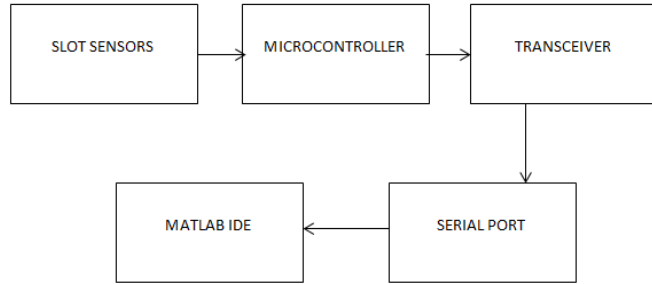 SLOT SENSORS
MICROCONTROLLER
TRANSCEIVER
MATLAB IDE
SERIAL PORT